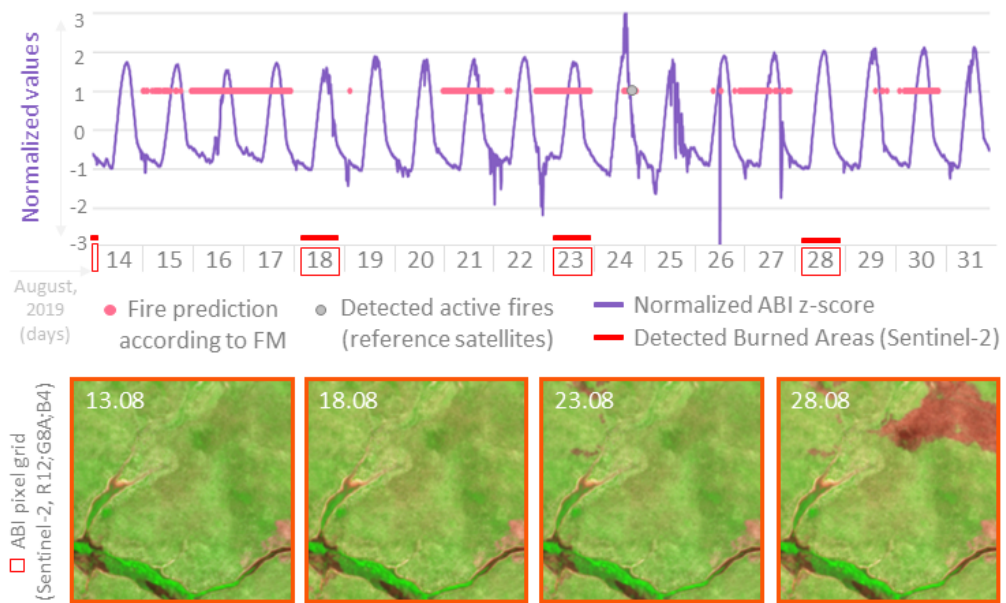 Normalized values
3
2
1
0
-1
-2
-3
14 15 16 17 18 19 20 21 22 23 24 25 26 27 28 29 30 31
August,
2019
(days)
Fire prediction
according to FM
Detected active fires
(reference satellites)
Normalized ABI z-score
Detected Burned Areas (Sentinel-2)
ABI pixel grid
(Sentinel-2, R12;G8A;B4)
13.08
18.08
23.08
28.08